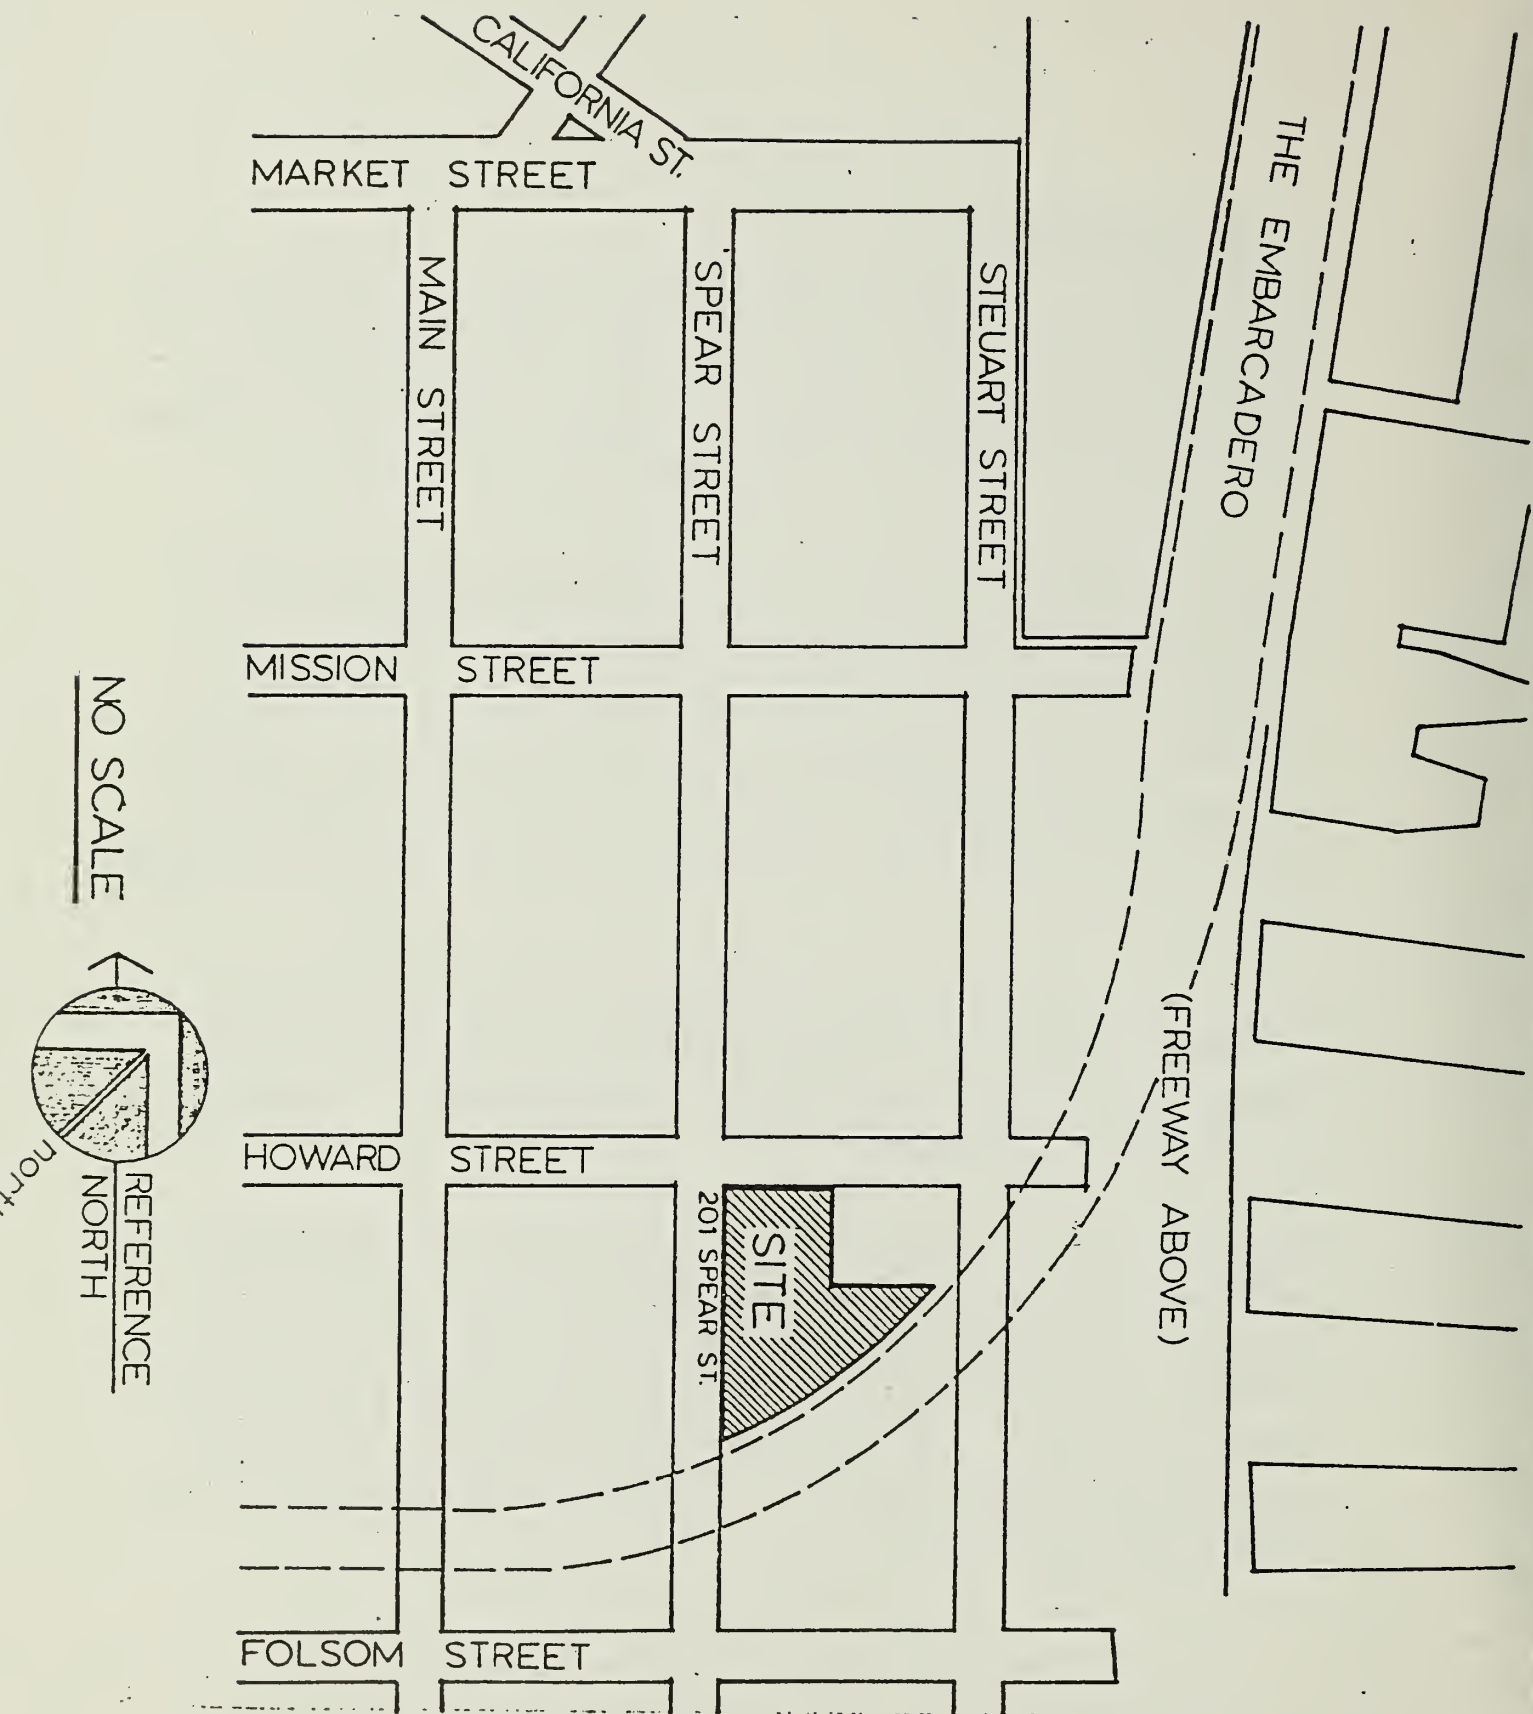 CALIFORNIA ST.
MARKET STREET
MAIN STREET
SPEAR STREET
STEUART STREET
THE EMBARCADERO
MISSION STREET
NO SCALE
(FREEWAY ABOVE)
HOWARD STREET
SITE
201 SPEAR ST.
REFERENCE
NORTH
FOLSOM STREET